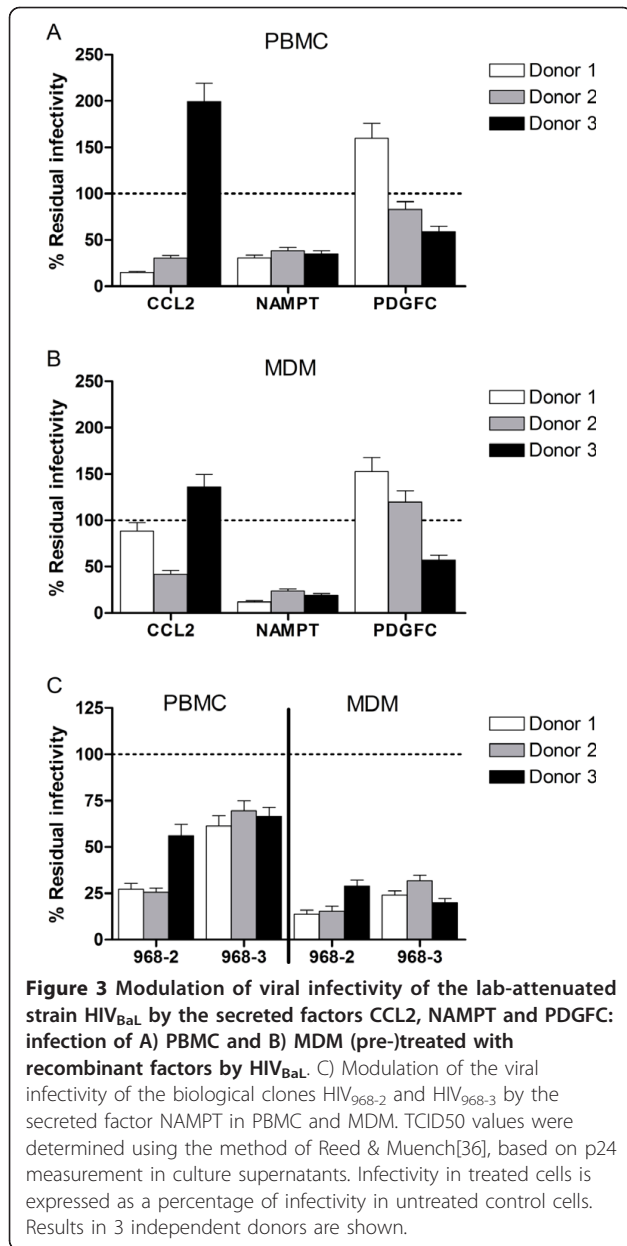 A
PBMC
% Residual infectivity
250
200
150
100
50
0
CCL2 NAMPT PDGFC
Donor 1
Donor 2
Donor 3
B
MDM
% Residual infectivity
250
200
150
100
50
0
CCL2 NAMPT PDGFC
Donor 1
Donor 2
Donor 3
C
PBMC MDM
% Residual infectivity
125
100
75
50
25
0
968-2 968-3 968-2 968-3
Donor 1
Donor 2
Donor 3
Figure 3 Modulation of viral infectivity of the lab-attenuated
strain HIVBaL by the secreted factors CCL2, NAMPT and PDGFC:
infection of A) PBMC and B) MDM (pre-)treated with
recombinant factors by HIVBaL. C) Modulation of the viral
infectivity of the biological clones HIV968-2 and HIV968-3 by the
secreted factor NAMPT in PBMC and MDM. TCID50 values were
determined using the method of Reed & Muench[36], based on p24
measurement in culture supernatants. Infectivity in treated cells is
expressed as a percentage of infectivity in untreated control cells.
Results in 3 independent donors are shown.